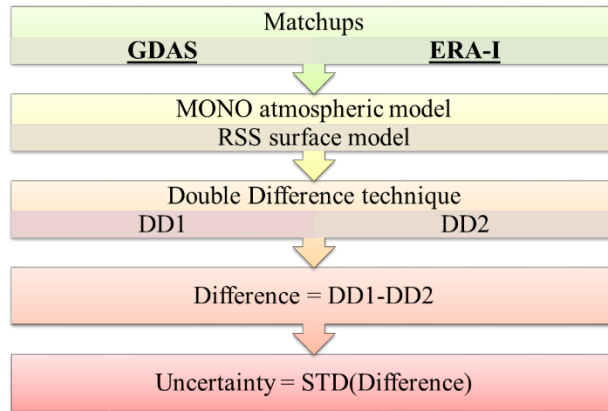 Matchups
GDAS ERA-I
MONO atmospheric model
RSS surface model
Double Difference technique
DD1 DD2
Difference = DD1-DD2
Uncertainty = STD(Difference)